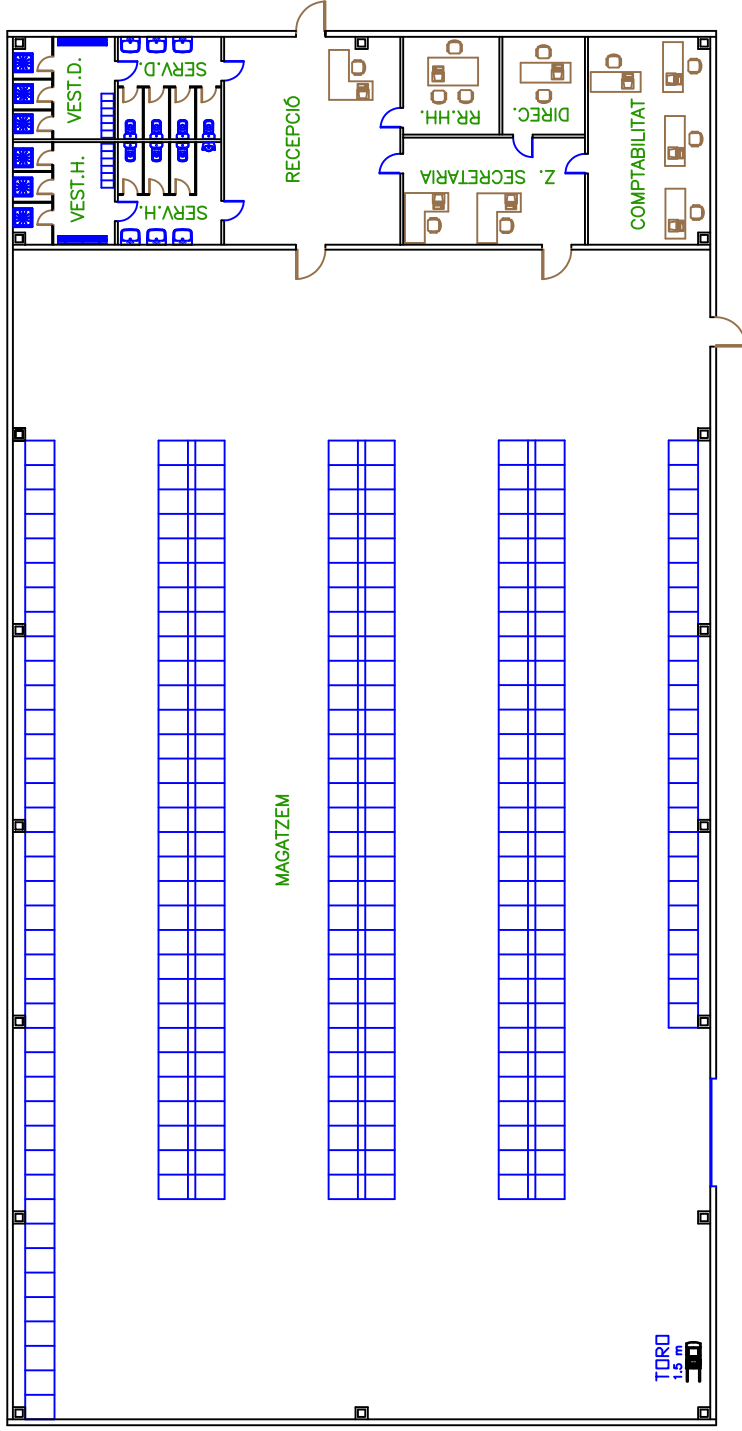 VEST.D.
SERV.D.
RECEPCIÓ
RR.HH.
DIREC.
COMPTABILITAT
VEST.H.
SERV.H.
Z. SECRETARIA
MAGATZEM
TORO
1.5 m